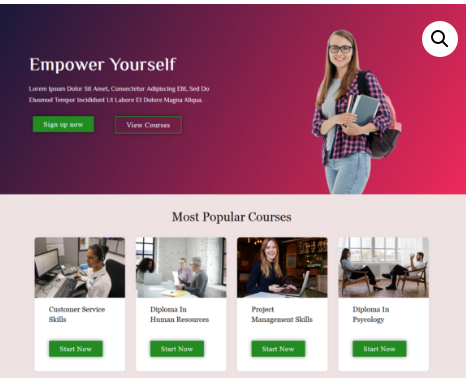 Empower Yourself
Lorem Ipsum Dolor Sit Amet, Consectetur Adipiscing Elit, Sed Do
Eiusmod Tempor Incididunt Ut Labore Et Dolore Magna Aliqua.
Sign up now
View Courses
Most Popular Courses
Customer Service
Skills
Diploma In
Human Resources
Project
Management Skills
Diploma In
Psycology
Start Now
Start Now
Start Now
Start Now